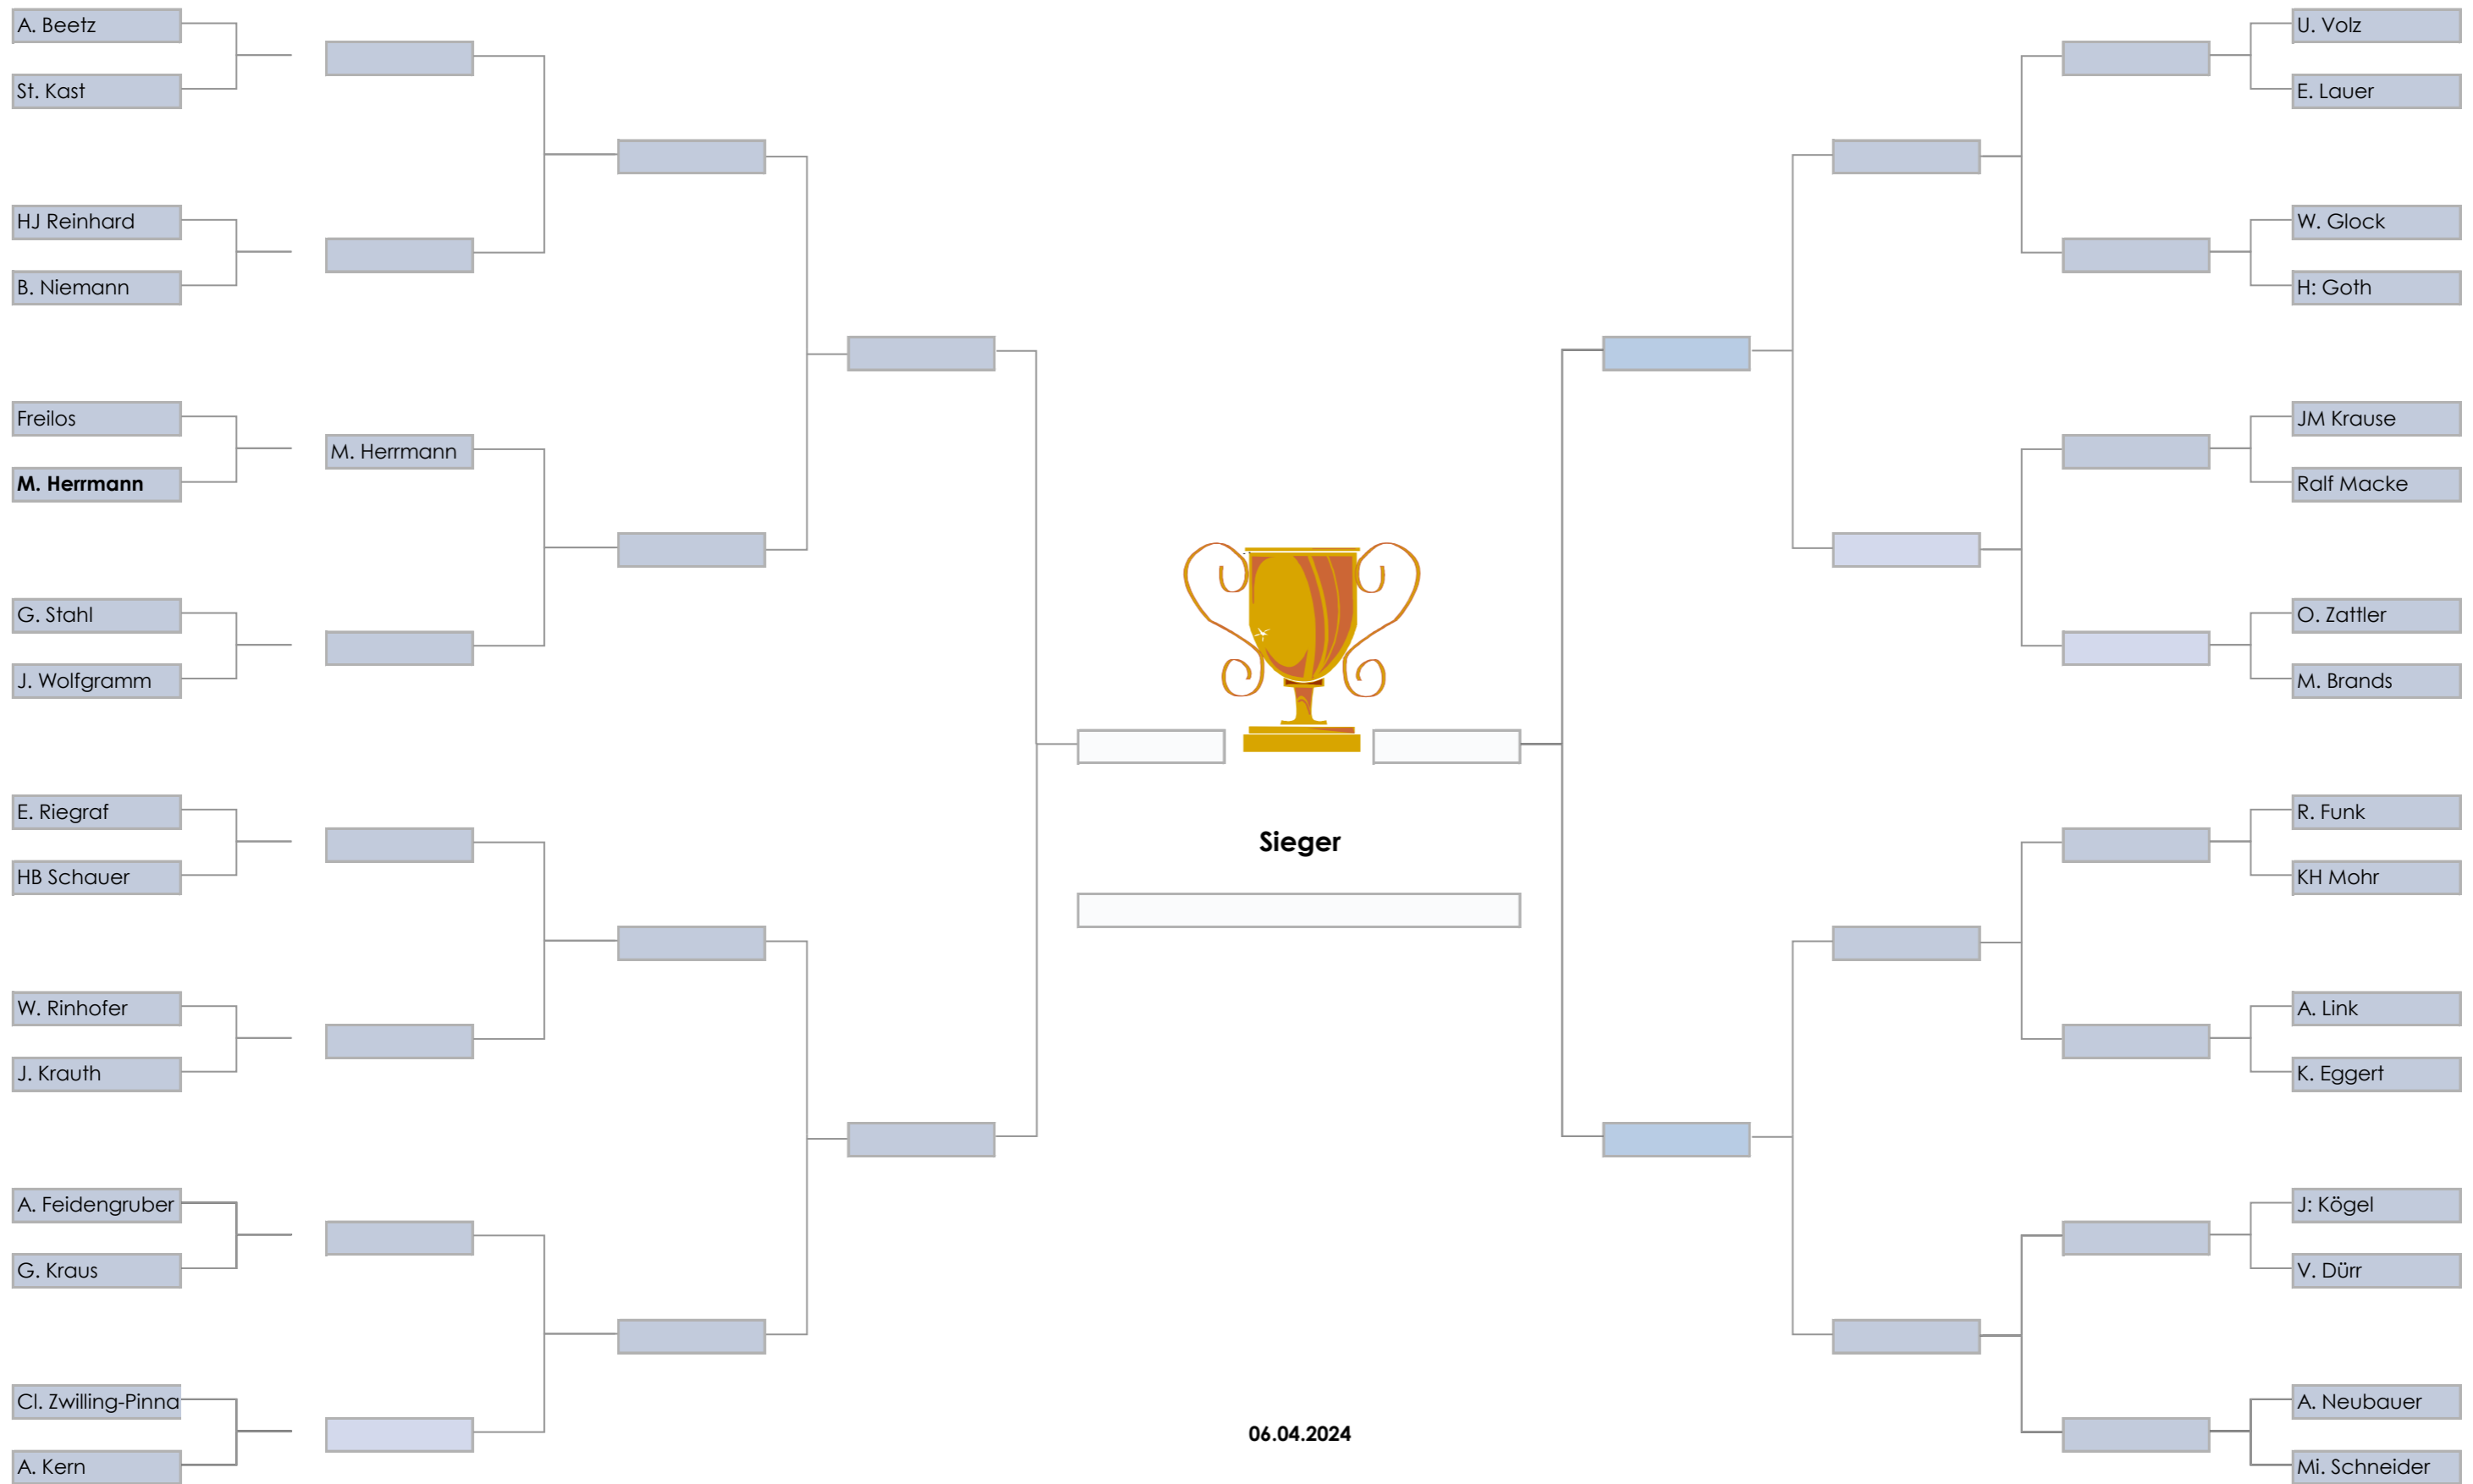 A. Beetz
St. Kast
HJ Reinhard
B. Niemann
Freilos
M. Herrmann
G. Stahl
J. Wolfgramm
E. Riegraf
HB Schauer
W. Rinhofer
J. Krauth
A. Feidengruber
G. Kraus
Cl. Zwilling-Pinna
A. Kern
M. Herrmann
Sieger
06.04.2024
U. Volz
E. Lauer
W. Glock
H: Goth
JM Krause
Ralf Macke
O. Zattler
M. Brands
R. Funk
KH Mohr
A. Link
K. Eggert
J: Kögel
V. Dürr
A. Neubauer
Mi. Schneider